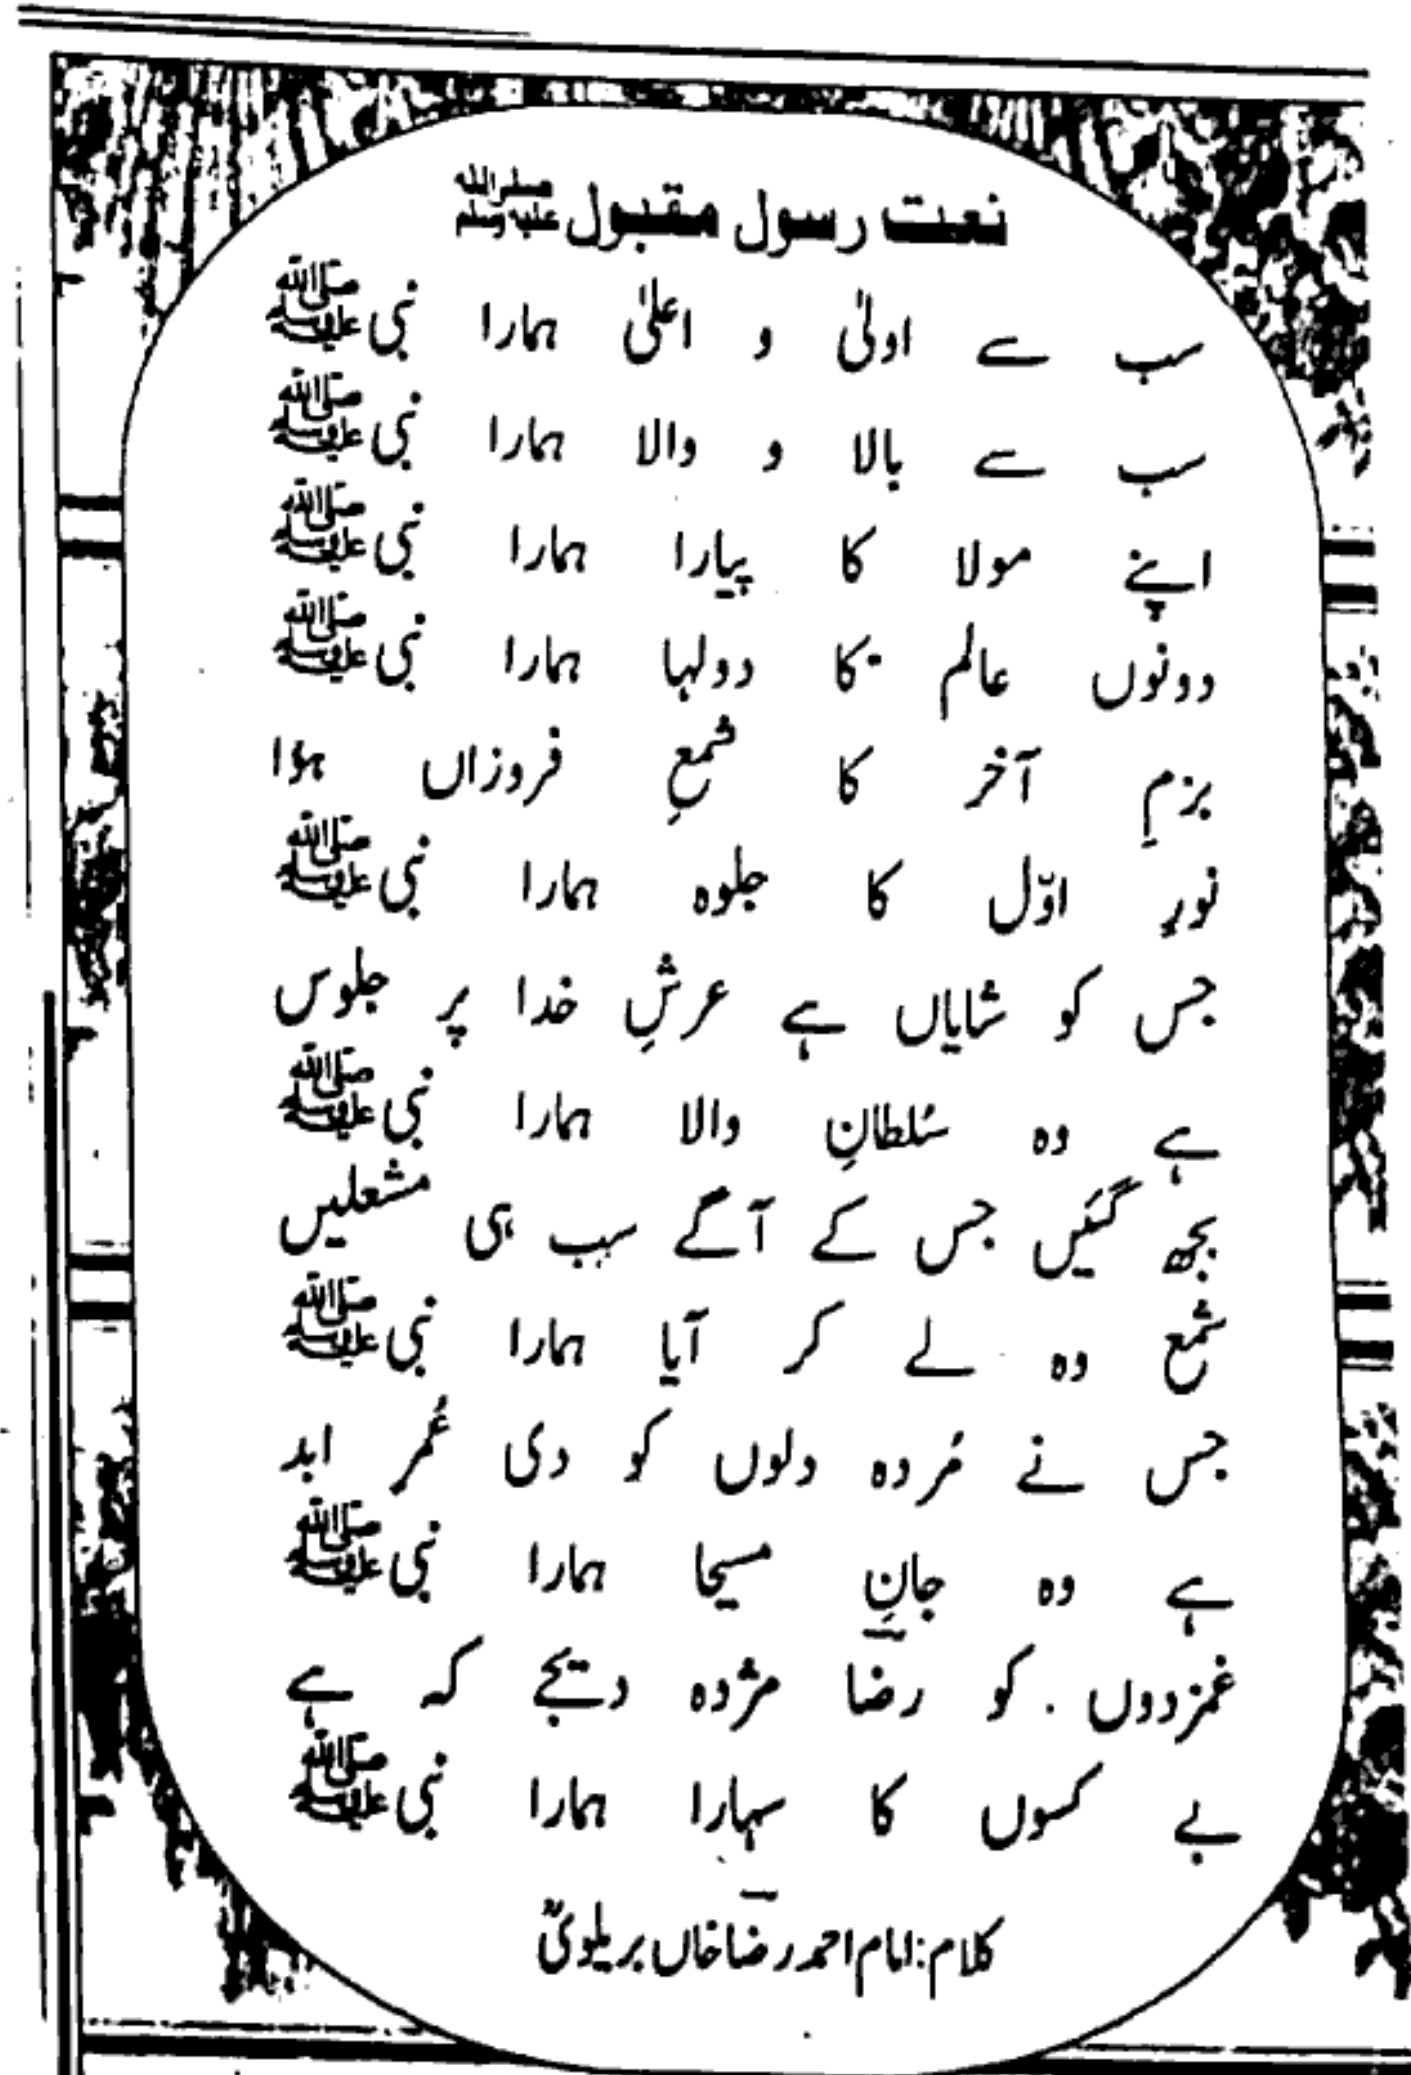 نعت رسول مقبول ﷺ
سب سے اولیٰ و اعلیٰ ہمارا نبی ﷺ
سب سے بالا و والا ہمارا نبی ﷺ
اپنے مولا کا پیارا ہمارا نبی ﷺ
دونوں عالم کا دولہا ہمارا نبی ﷺ
بزمِ آخر کا شمعِ فروزاں ہؤا
نورِ اوّل کا جلوہ ہمارا نبی ﷺ
جس کو شایاں ہے عرشِ خدا پر جلوس
ہے وہ سُلطانِ والا ہمارا نبی ﷺ
بجھ گئیں جس کے آگے سب ہی مشعلیں
شمع وہ لے کر آیا ہمارا نبی ﷺ
جس نے مُردہ دلوں کو دی عُمرِ ابد
ہے وہ جانِ مسیحا ہمارا نبی ﷺ
غمزدوں کو رضاؔ مژدہ دیجے کہ ہے
بے کسوں کا سہارا ہمارا نبی ﷺ
کلام: امام احمد رضاؔ خاں بریلویؒ